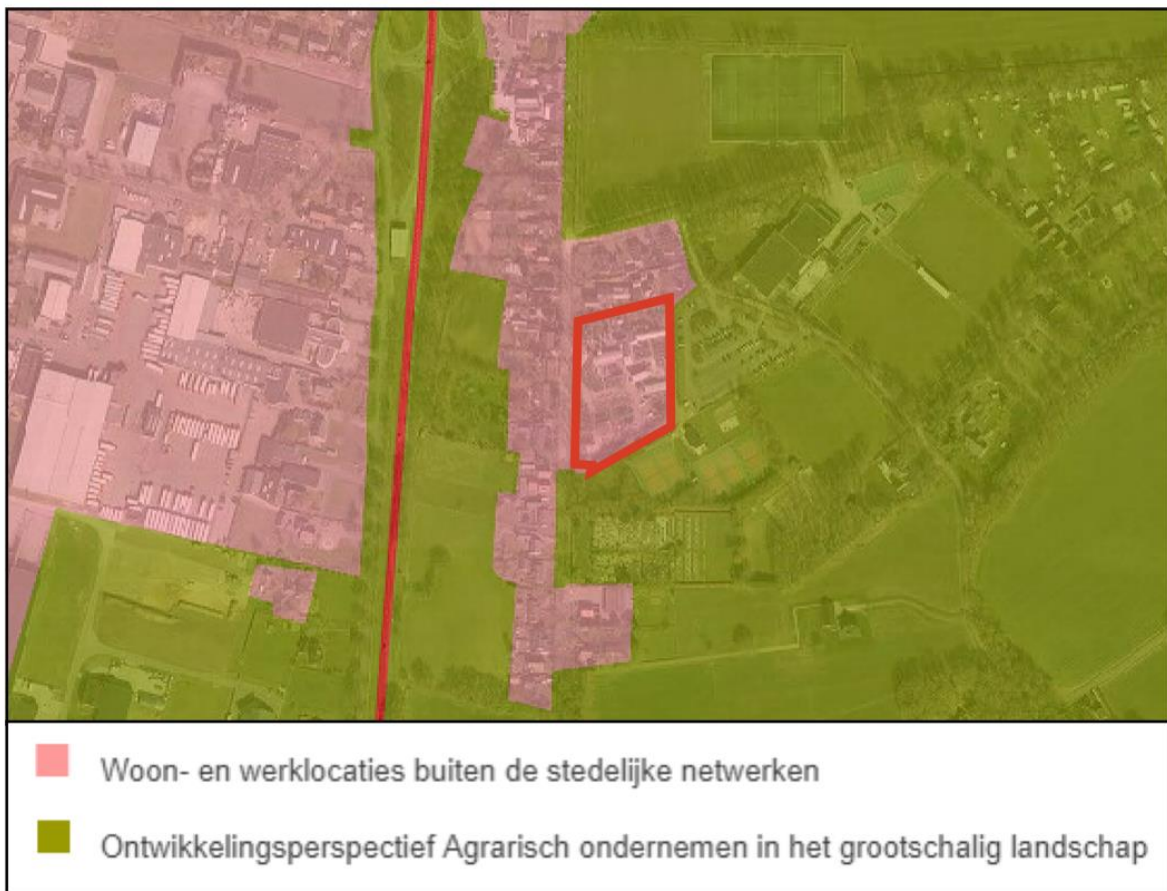 Woon- en werklocaties buiten de stedelijke netwerken
Ontwikkelingsperspectief Agrarisch ondernemen in het grootschalig landschap